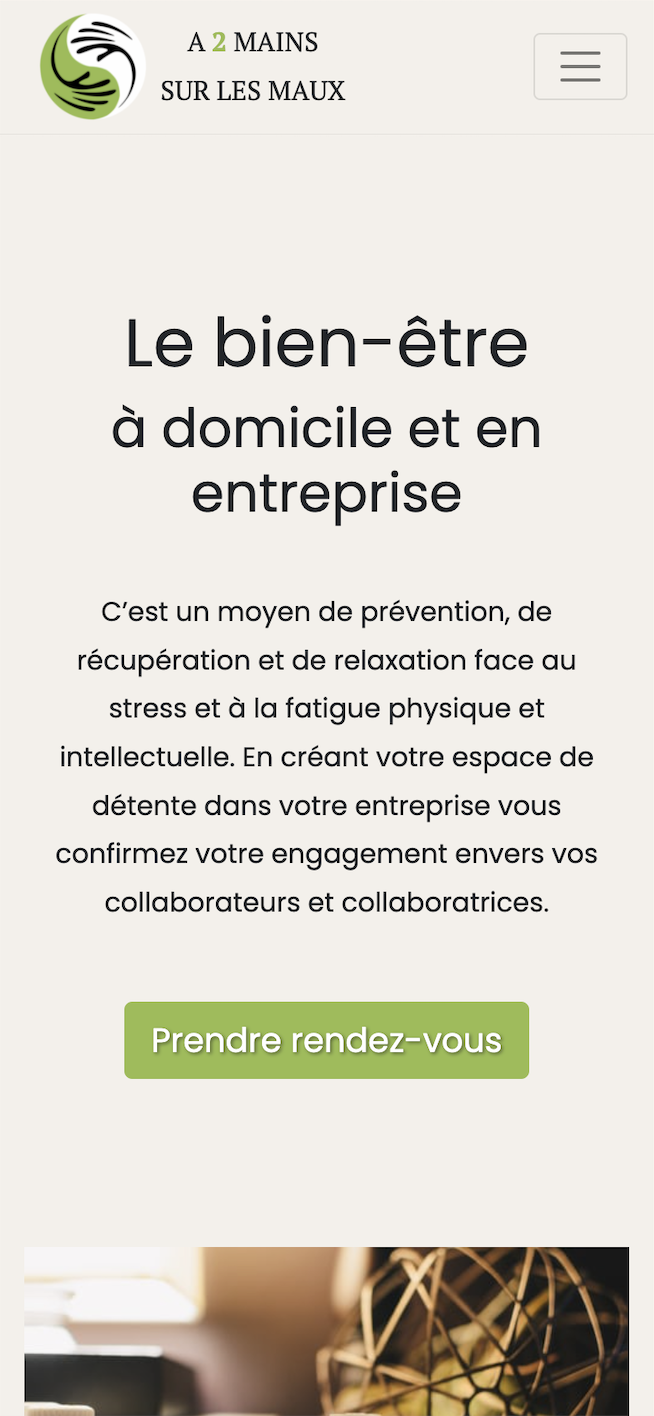 A 2 MAINS
SUR LES MAUX
Le bien-être
à domicile et en
entreprise
C’est un moyen de prévention, de
récupération et de relaxation face au
stress et à la fatigue physique et
intellectuelle. En créant votre espace de
détente dans votre entreprise vous
confirmez votre engagement envers vos
collaborateurs et collaboratrices.
Prendre rendez-vous